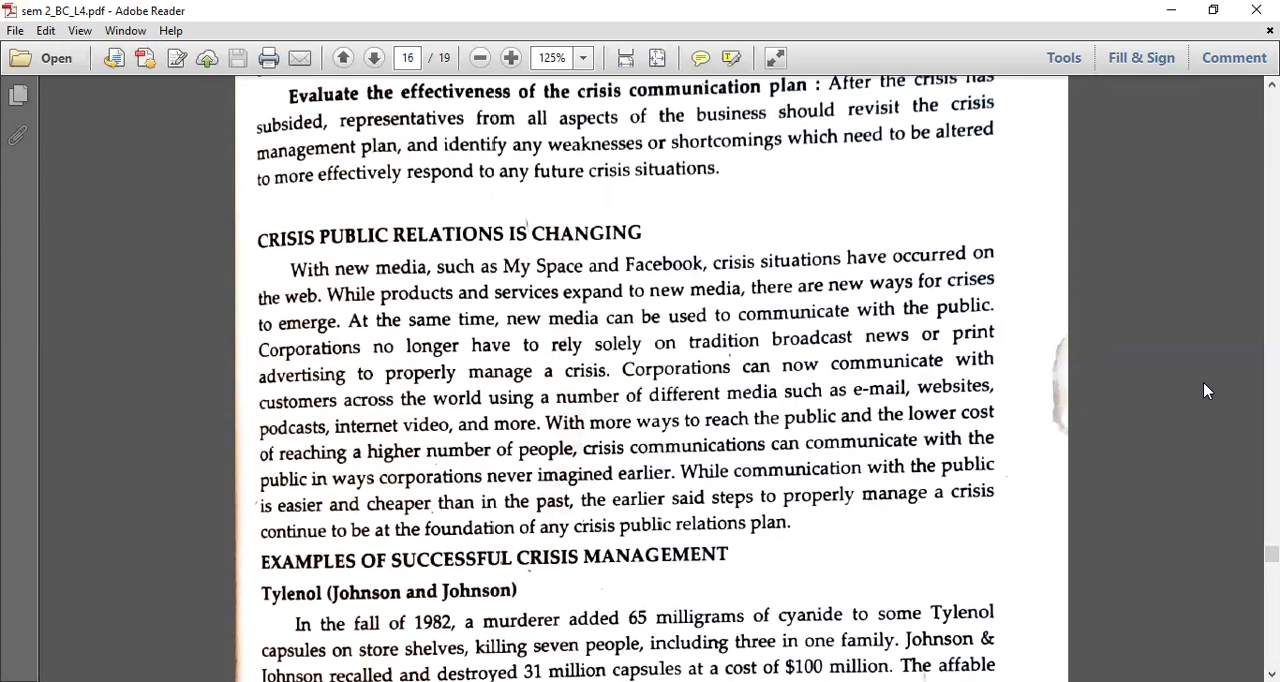 sem 2_BC_L4.pdf - Adobe Reader
File Edit View Window Help
Open 16 / 19 125% Tools Fill & Sign Comment
Evaluate the effectiveness of the crisis communication plan : After the crisis has
subsided, representatives from all aspects of the business should revisit the crisis
management plan, and identify any weaknesses or shortcomings which need to be altered
to more effectively respond to any future crisis situations.
CRISIS PUBLIC RELATIONS IS CHANGING
With new media, such as My Space and Facebook, crisis situations have occurred on
the web. While products and services expand to new media, there are new ways for crises
to emerge. At the same time, new media can be used to communicate with the public.
Corporations no longer have to rely solely on tradition broadcast news or print
advertising to properly manage a crisis. Corporations can now communicate with
customers across the world using a number of different media such as e-mail, websites,
podcasts, internet video, and more. With more ways to reach the public and the lower cost
of reaching a higher number of people, crisis communications can communicate with the
public in ways corporations never imagined earlier. While communication with the public
is easier and cheaper than in the past, the earlier said steps to properly manage a crisis
continue to be at the foundation of any crisis public relations plan.
EXAMPLES OF SUCCESSFUL CRISIS MANAGEMENT
Tylenol (Johnson and Johnson)
In the fall of 1982, a murderer added 65 milligrams of cyanide to some Tylenol
capsules on store shelves, killing seven people, including three in one family. Johnson &
Johnson recalled and destroyed 31 million capsules at a cost of $100 million. The affable